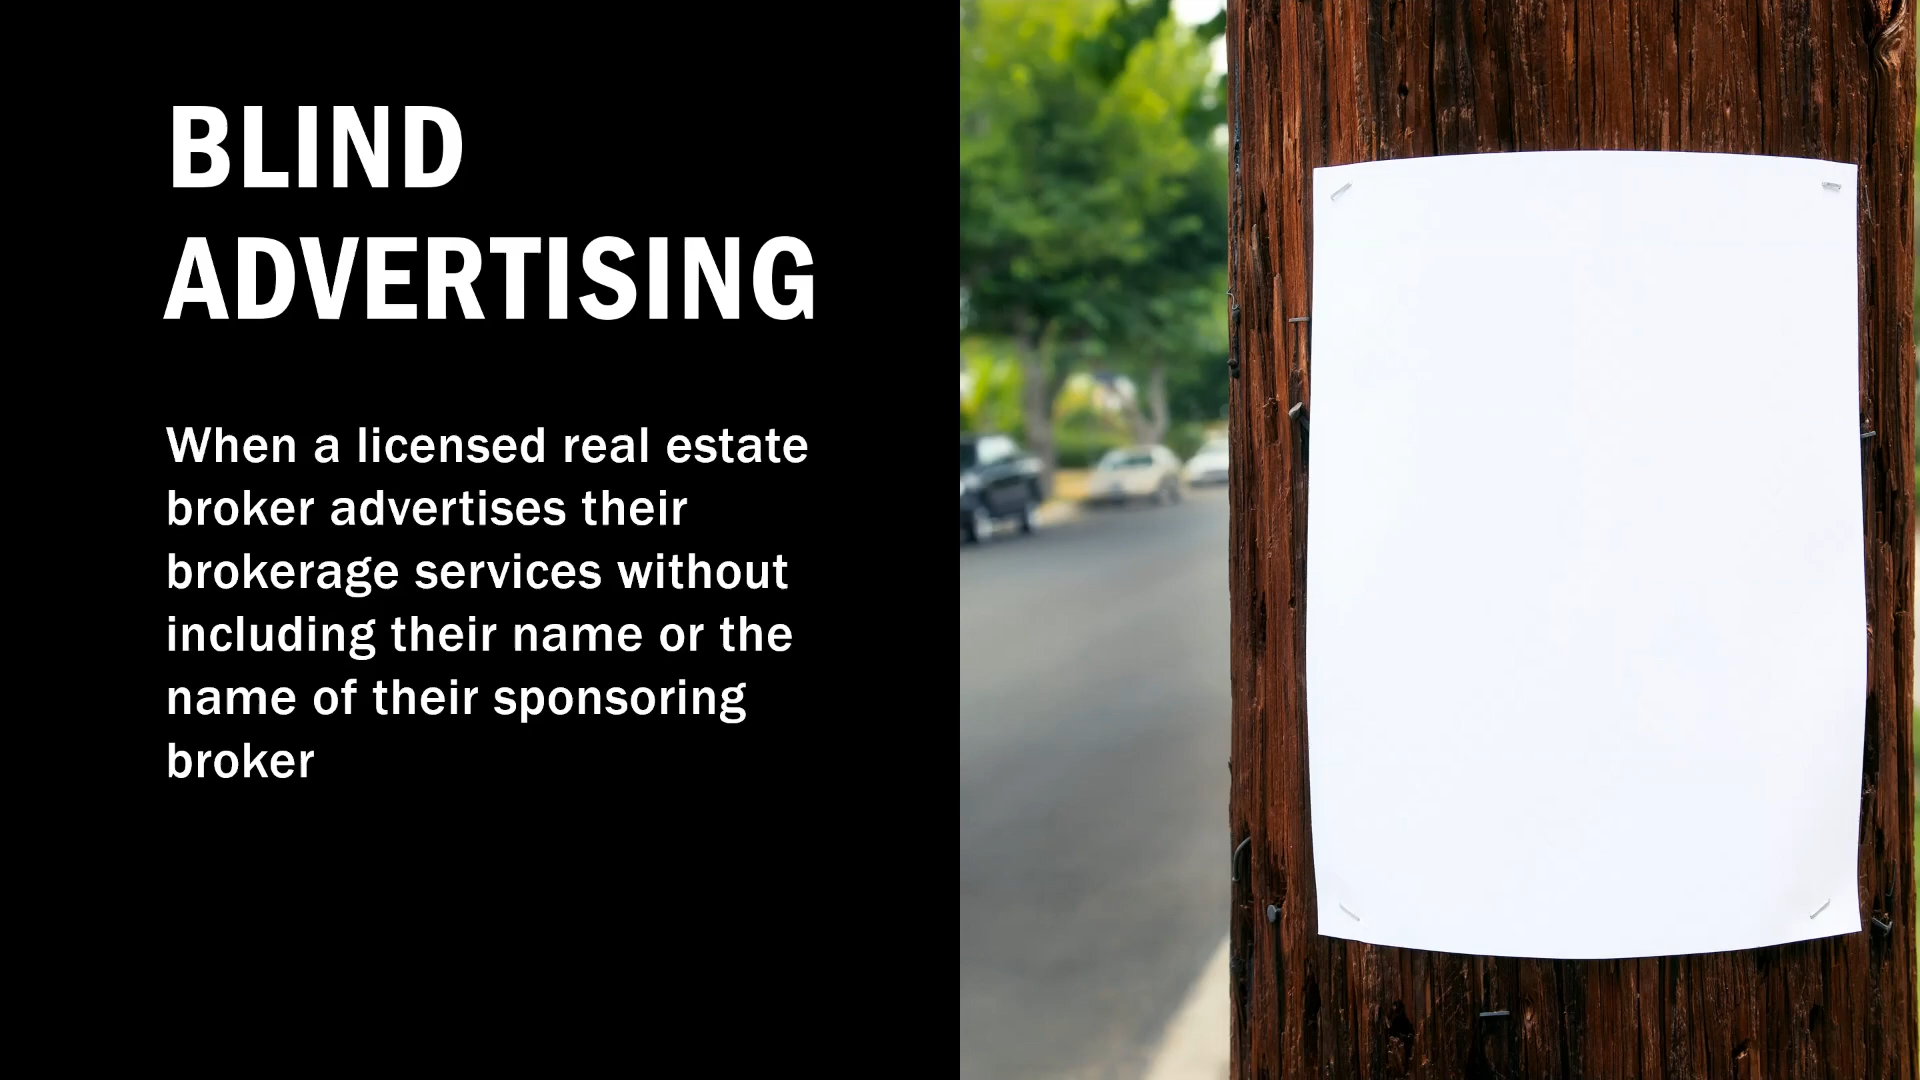 BLIND
ADVERTISING
When a licensed real estate
broker advertises their
brokerage services without
including their name or the
name of their sponsoring
broker